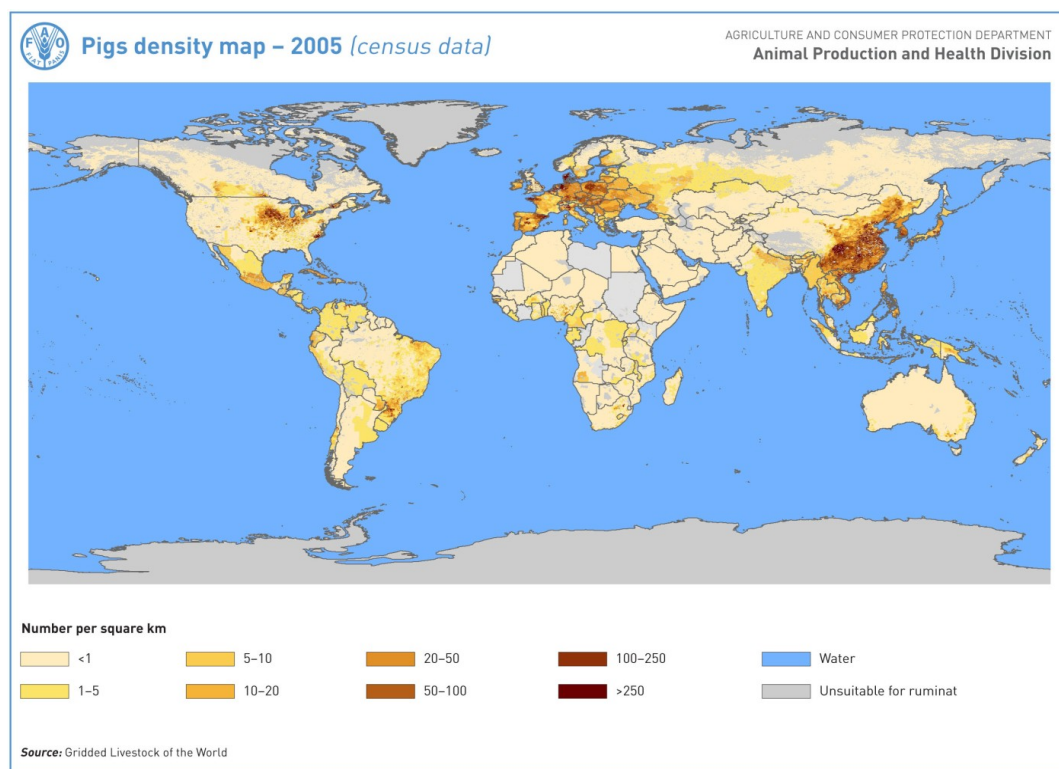 F A O
FIAT PANIS
Pigs density map – 2005 (census data)
AGRICULTURE AND CONSUMER PROTECTION DEPARTMENT
Animal Production and Health Division
Number per square km
<1
5–10
20–50
100–250
Water
1–5
10–20
50–100
>250
Unsuitable for ruminat
Source: Gridded Livestock of the World